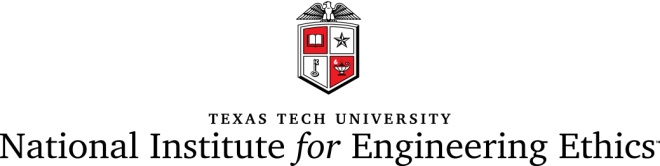 TEXAS TECH UNIVERSITY
National Institute for Engineering Ethics